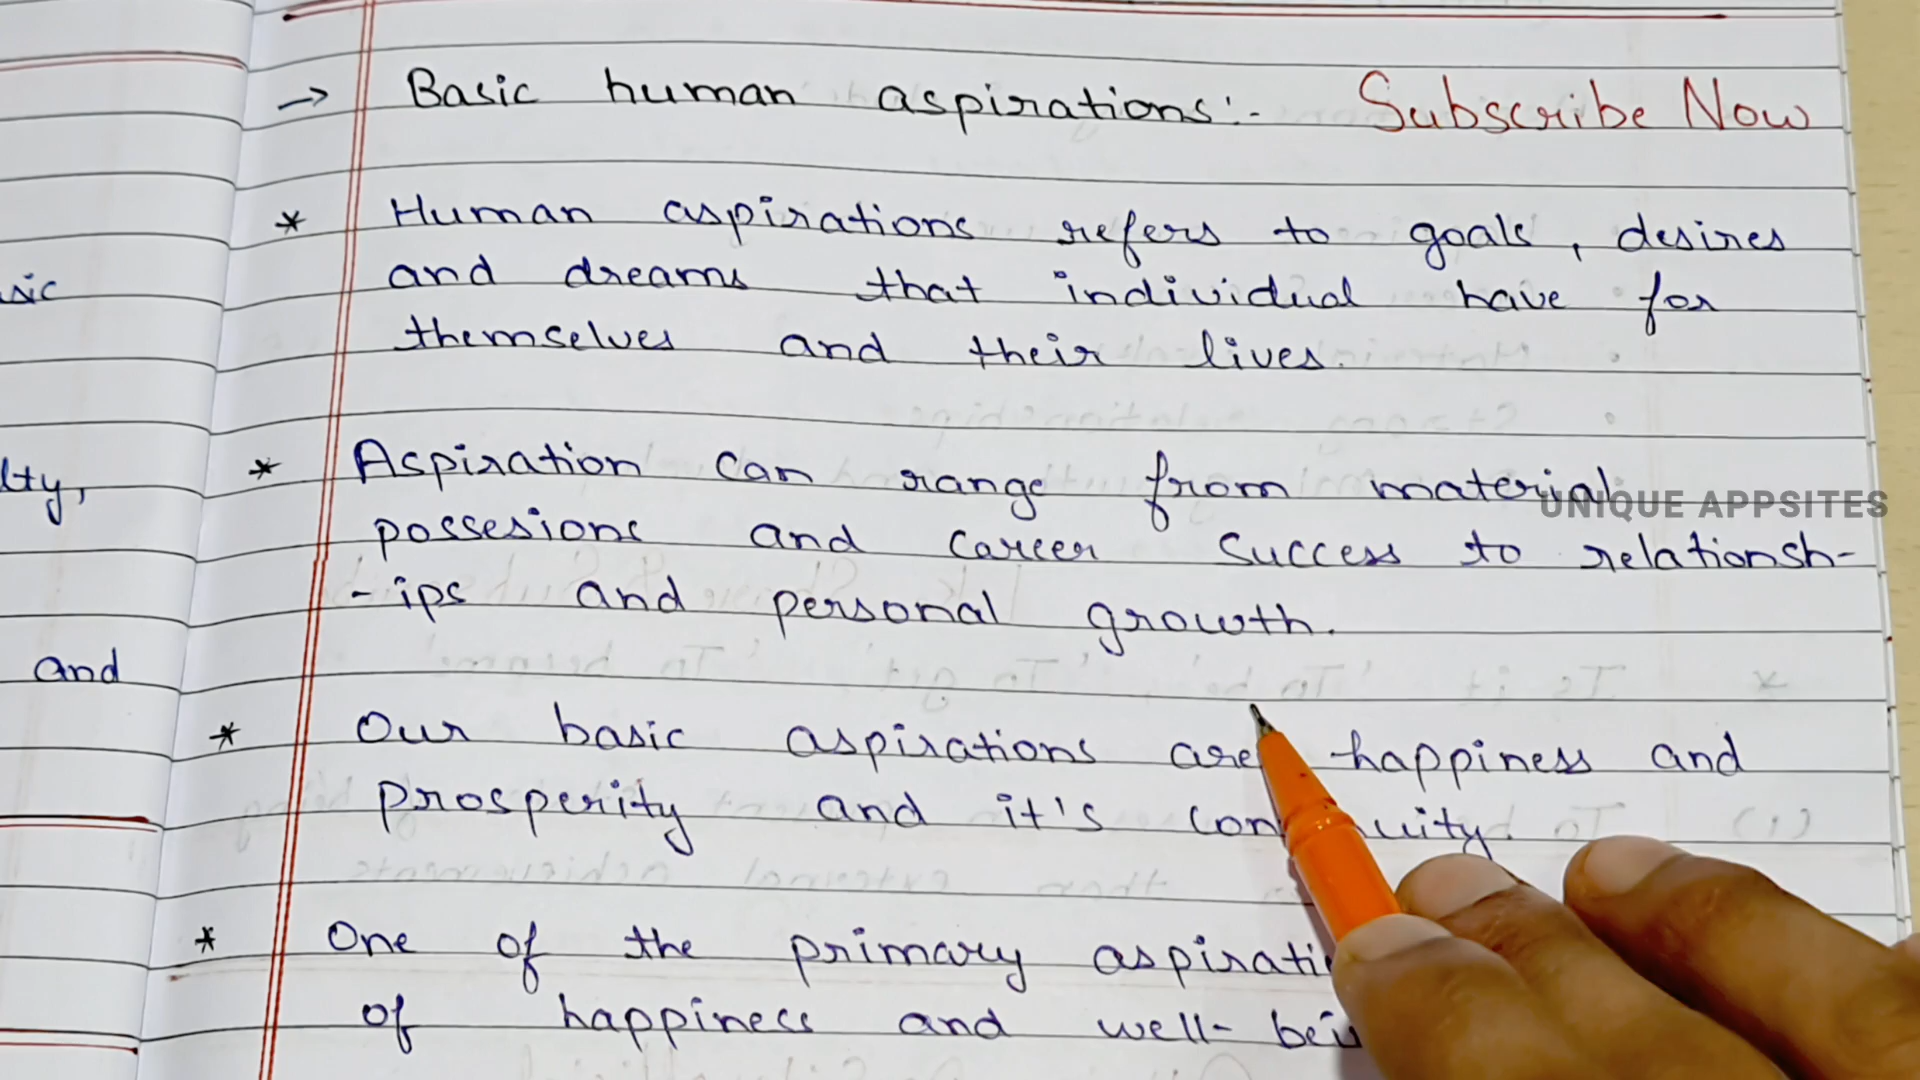 → Basic human aspirations:- Subscribe Now
* Human aspirations refers to goals, desires
and dreams that individual have for
themselves and their lives.
sic
* Aspiration can range from material
lty,
UNIQUE APPSITES
possesions and career success to relationsh-
-ips and personal growth.
and
* Our basic aspirations are happiness and
prosperity and it's
* One of the primary
of happiness and well-